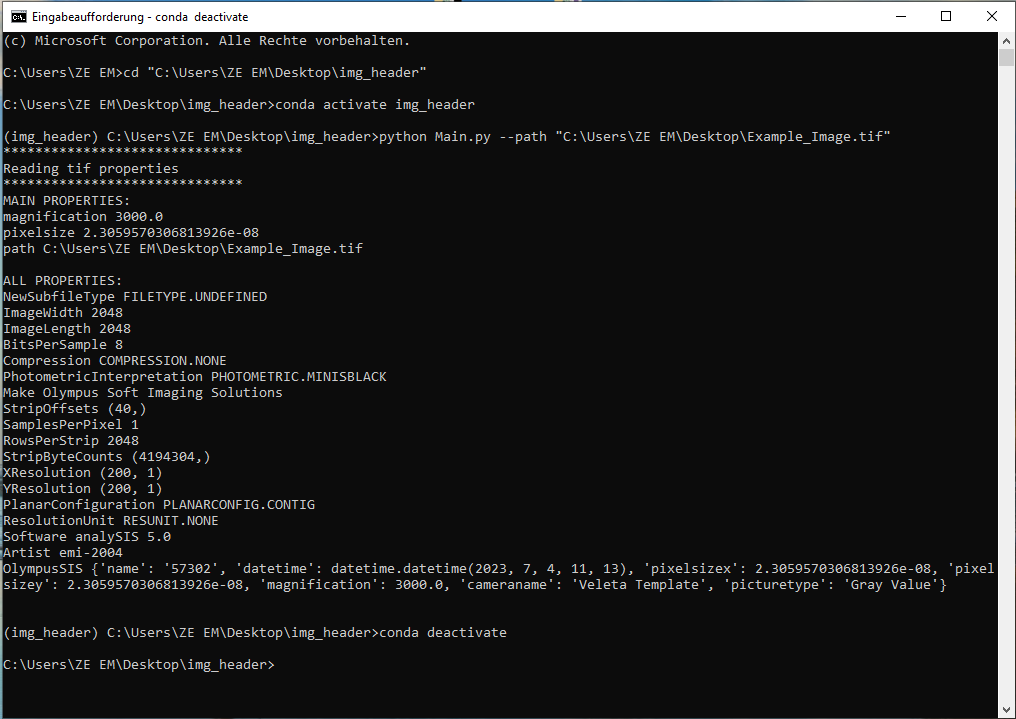 Eingabeaufforderung - conda  deactivate
(c) Microsoft Corporation. Alle Rechte vorbehalten.
C:\Users\ZE EM>cd "C:\Users\ZE EM\Desktop\img_header"
C:\Users\ZE EM\Desktop\img_header>conda activate img_header
(img_header) C:\Users\ZE EM\Desktop\img_header>python Main.py --path "C:\Users\ZE EM\Desktop\Example_Image.tif"
******************************
Reading tif properties
******************************
MAIN PROPERTIES:
magnification 3000.0
pixelsize 2.3059570306813926e-08
path C:\Users\ZE EM\Desktop\Example_Image.tif
ALL PROPERTIES:
NewSubfileType FILETYPE.UNDEFINED
ImageWidth 2048
ImageLength 2048
BitsPerSample 8
Compression COMPRESSION.NONE
PhotometricInterpretation PHOTOMETRIC.MINISBLACK
Make Olympus Soft Imaging Solutions
StripOffsets (40,)
SamplesPerPixel 1
RowsPerStrip 2048
StripByteCounts (4194304,)
XResolution (200, 1)
YResolution (200, 1)
PlanarConfiguration PLANARCONFIG.CONTIG
ResolutionUnit RESUNIT.NONE
Software analySIS 5.0
Artist emi-2004
OlympusSIS {'name': '57302', 'datetime': datetime.datetime(2023, 7, 4, 11, 13), 'pixelsizex': 2.3059570306813926e-08, 'pixel
sizey': 2.3059570306813926e-08, 'magnification': 3000.0, 'cameraname': 'Veleta Template', 'picturetype': 'Gray Value'}
(img_header) C:\Users\ZE EM\Desktop\img_header>conda deactivate
C:\Users\ZE EM\Desktop\img_header>